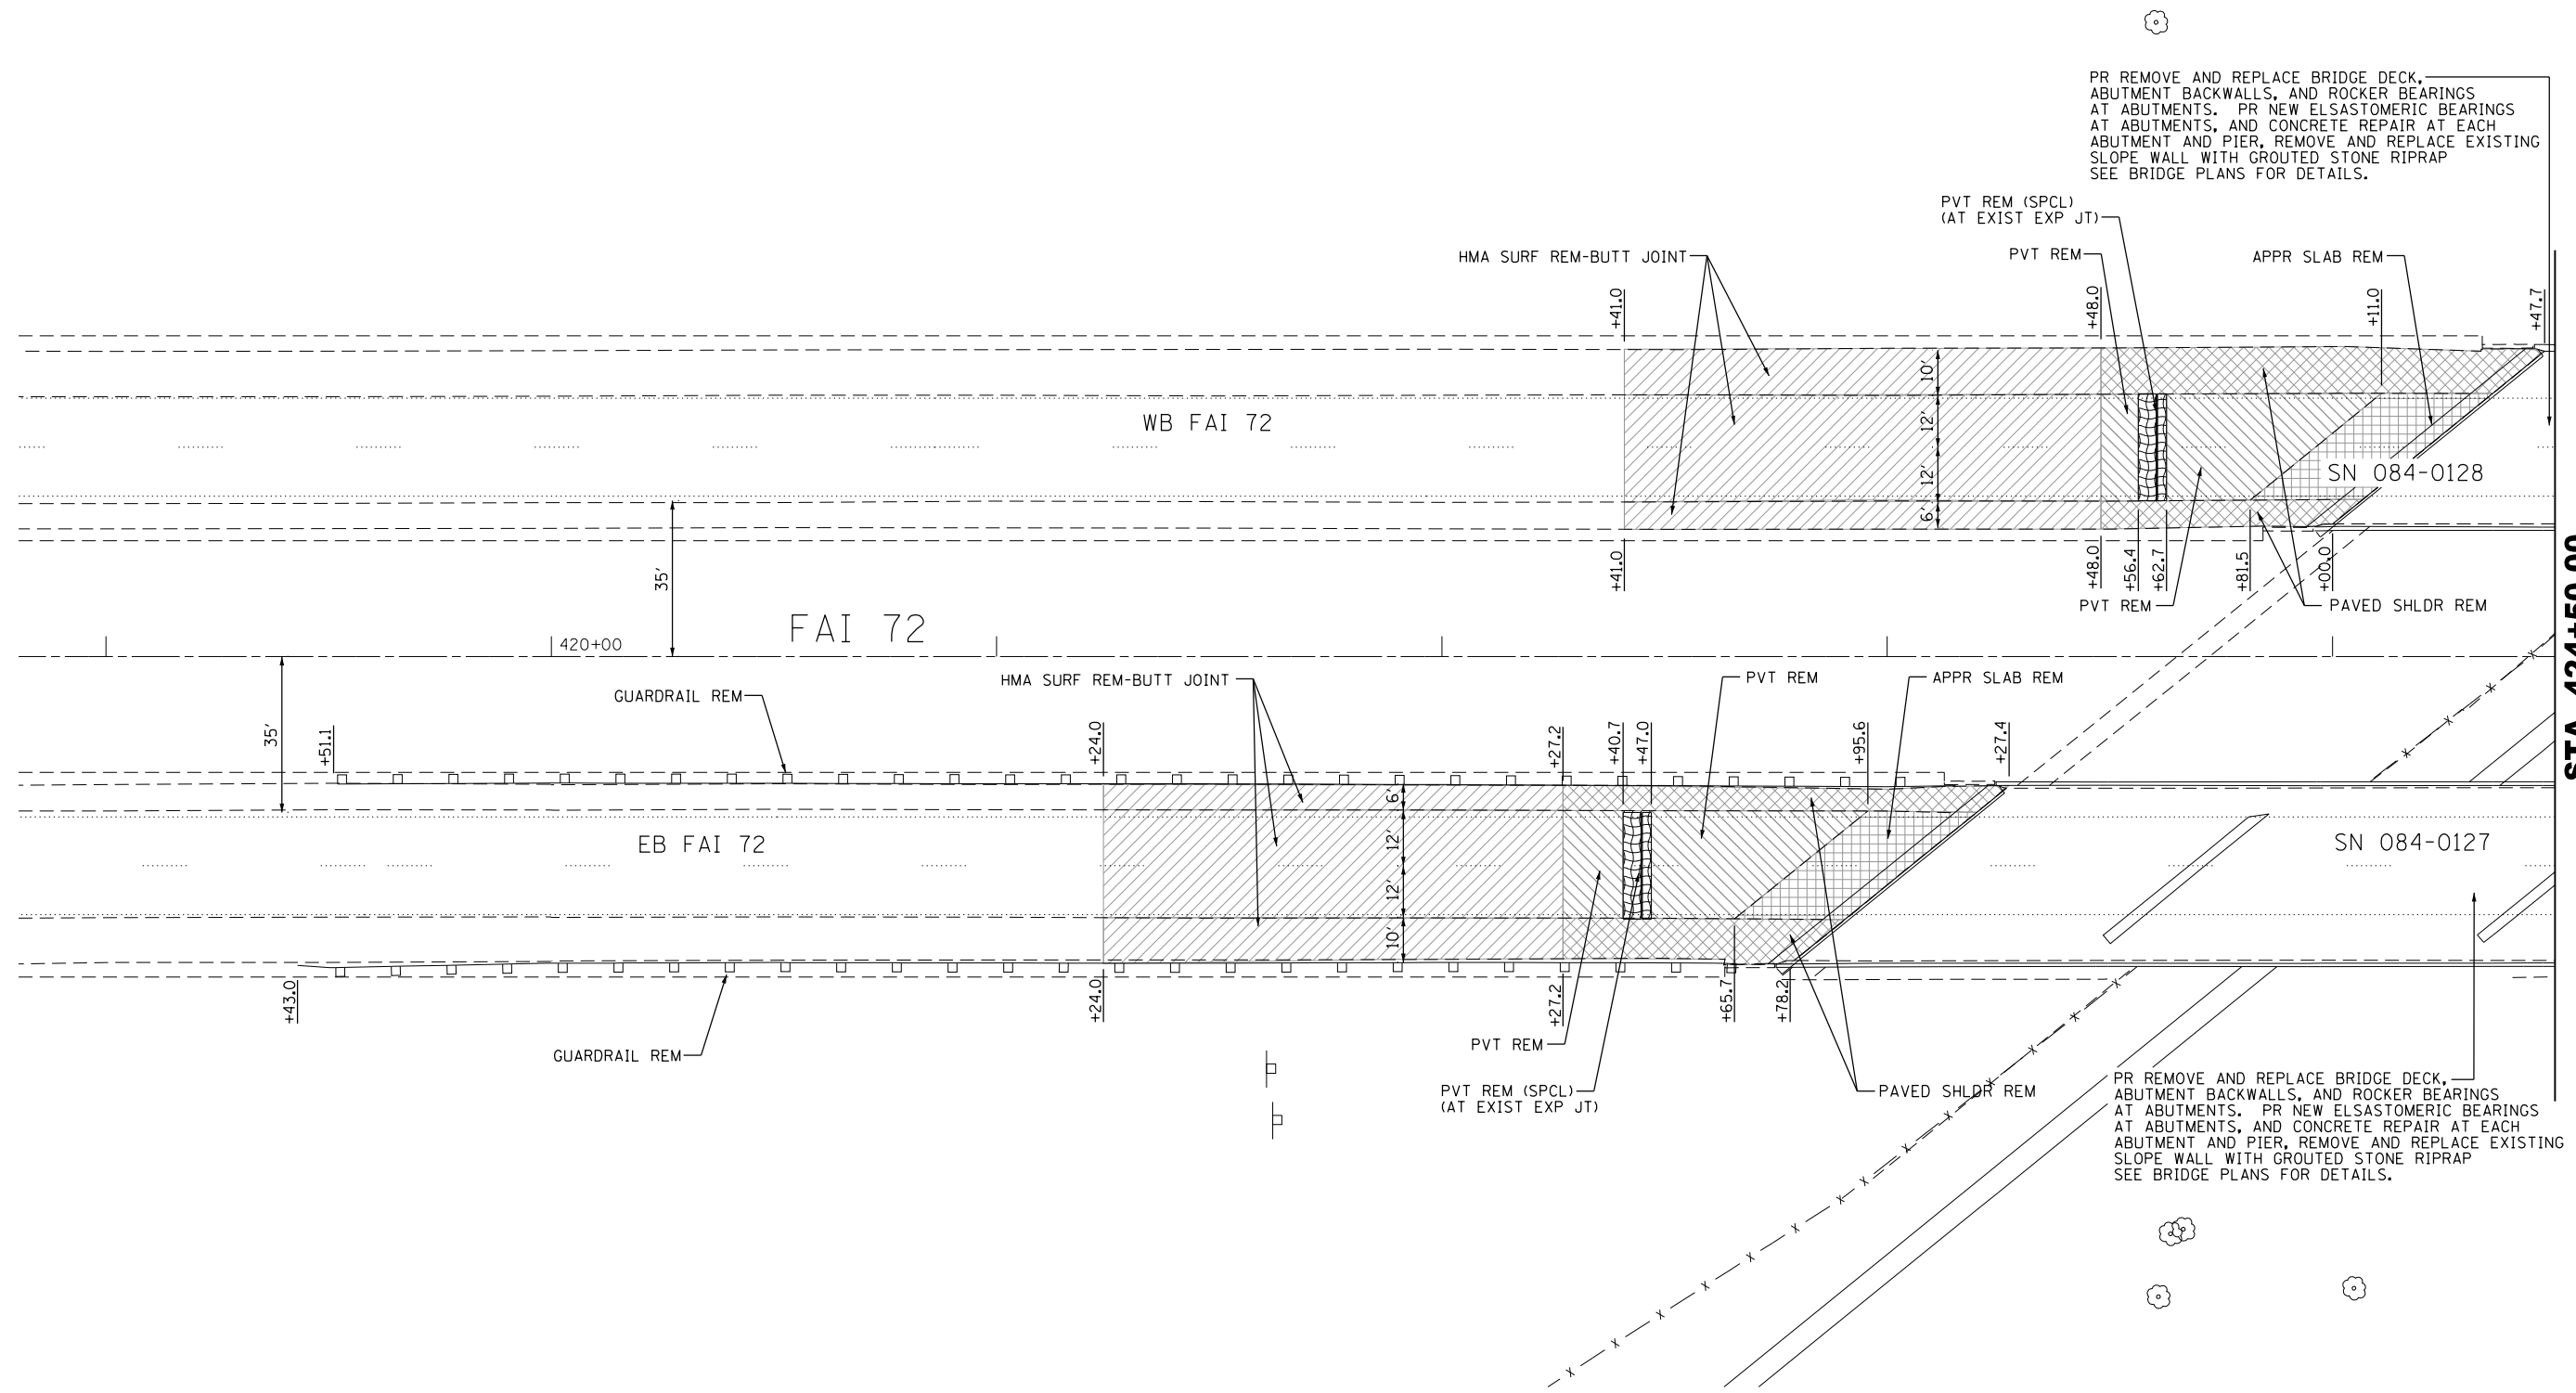 PR REMOVE AND REPLACE BRIDGE DECK,
ABUTMENT BACKWALLS, AND ROCKER BEARINGS
AT ABUTMENTS. PR NEW ELSASTOMERIC BEARINGS
AT ABUTMENTS, AND CONCRETE REPAIR AT EACH
ABUTMENT AND PIER, REMOVE AND REPLACE EXISTING
SLOPE WALL WITH GROUTED STONE RIPRAP
SEE BRIDGE PLANS FOR DETAILS.
PVT REM (SPCL)
(AT EXIST EXP JT)
HMA SURF REM-BUTT JOINT
PVT REM
APPR SLAB REM
+41.0
+48.0
+11.0
+47.7
10'
12'
12'
6'
WB FAI 72
SN 084-0128
35'
+41.0
+48.0
+56.4
+62.7
+81.5
+00.0
PVT REM
PAVED SHLDR REM
FAI 72
420+00
STA 424+50.00
HMA SURF REM-BUTT JOINT
GUARDRAIL REM
PVT REM
APPR SLAB REM
35'
+51.1
+24.0
+27.2
+40.7
+47.0
+95.6
+27.4
6'
12'
12'
10'
EB FAI 72
SN 084-0127
+43.0
+24.0
+27.2
+65.7
+78.2
GUARDRAIL REM
PVT REM
PVT REM (SPCL)
(AT EXIST EXP JT)
PAVED SHLDR REM
PR REMOVE AND REPLACE BRIDGE DECK,
ABUTMENT BACKWALLS, AND ROCKER BEARINGS
AT ABUTMENTS. PR NEW ELSASTOMERIC BEARINGS
AT ABUTMENTS, AND CONCRETE REPAIR AT EACH
ABUTMENT AND PIER, REMOVE AND REPLACE EXISTING
SLOPE WALL WITH GROUTED STONE RIPRAP
SEE BRIDGE PLANS FOR DETAILS.